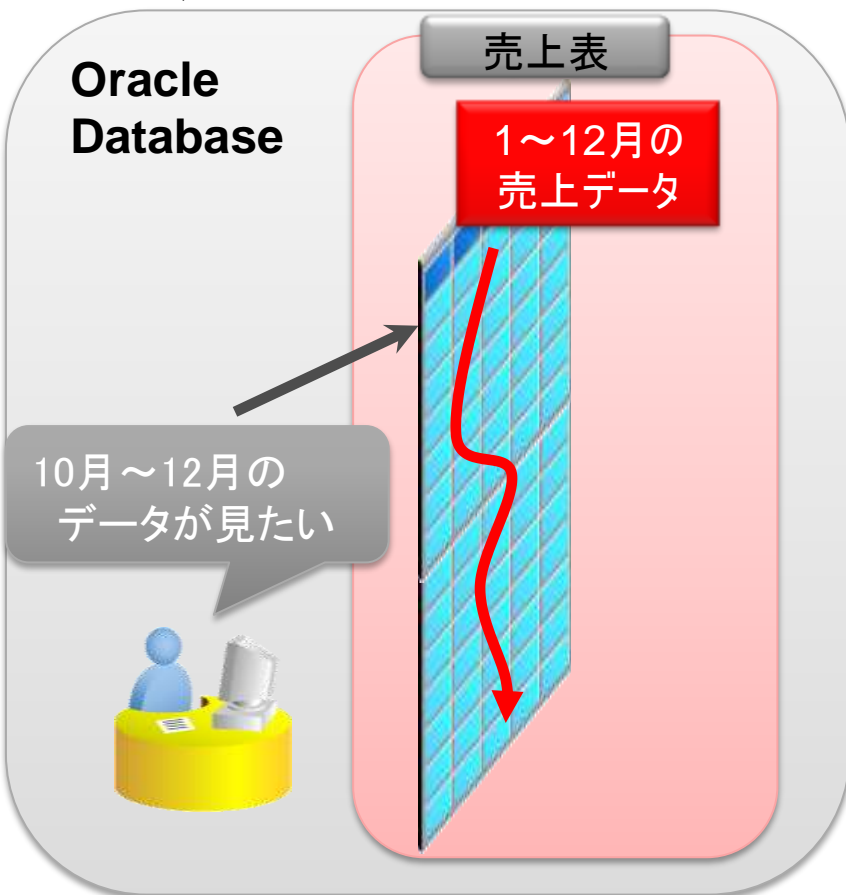 売上表
Oracle
Database
1～12月の
売上データ
10月～12月の
データが見たい